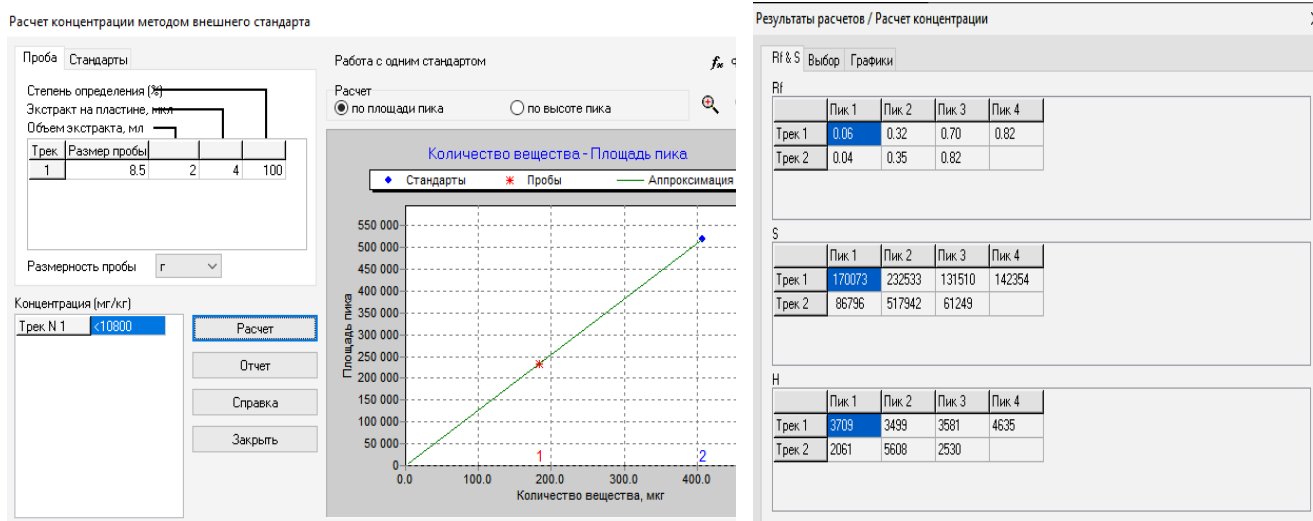 Расчет концентрации методом внешнего стандарта
Проба Стандарты
Степень определения (%)
Экстракт на пластине, мкл
Объем экстракта, мл
Трек Размер пробы
1 8.5 2 4 100
Размерность пробы г
Концентрация (мг/кг)
Трек N 1 <10800
Расчет
Отчет
Справка
Закрыть
Работа с одним стандартом
Расчет
по площади пика по высоте пика
Количество вещества - Площадь пика
Стандарты Пробы Аппроксимация
Площадь пика
550 000
500 000
450 000
400 000
350 000
300 000
250 000
200 000
150 000
100 000
50 000
0
1 2
0.0 100.0 200.0 300.0 400.0
Количество вещества, мкг
Результаты расчетов / Расчет концентрации
Rf & S Выбор Графики
Rf
Пик 1 Пик 2 Пик 3 Пик 4
Трек 1 0.06 0.32 0.70 0.82
Трек 2 0.04 0.35 0.82
S
Пик 1 Пик 2 Пик 3 Пик 4
Трек 1 170073 232533 131510 142354
Трек 2 86796 517942 61249
H
Пик 1 Пик 2 Пик 3 Пик 4
Трек 1 3709 3499 3581 4635
Трек 2 2061 5608 2530